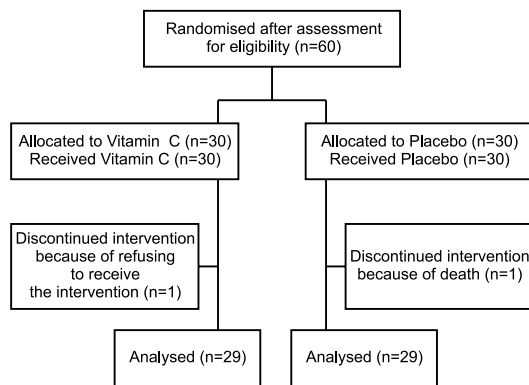 Randomised after assessment
for eligibility (n=60)
Allocated to Vitamin C (n=30)
Received Vitamin C (n=30)
Allocated to Placebo (n=30)
Received Placebo (n=30)
Discontinued intervention
because of refusing
to receive
the intervention (n=1)
Discontinued intervention
because of death (n=1)
Analysed (n=29)
Analysed (n=29)